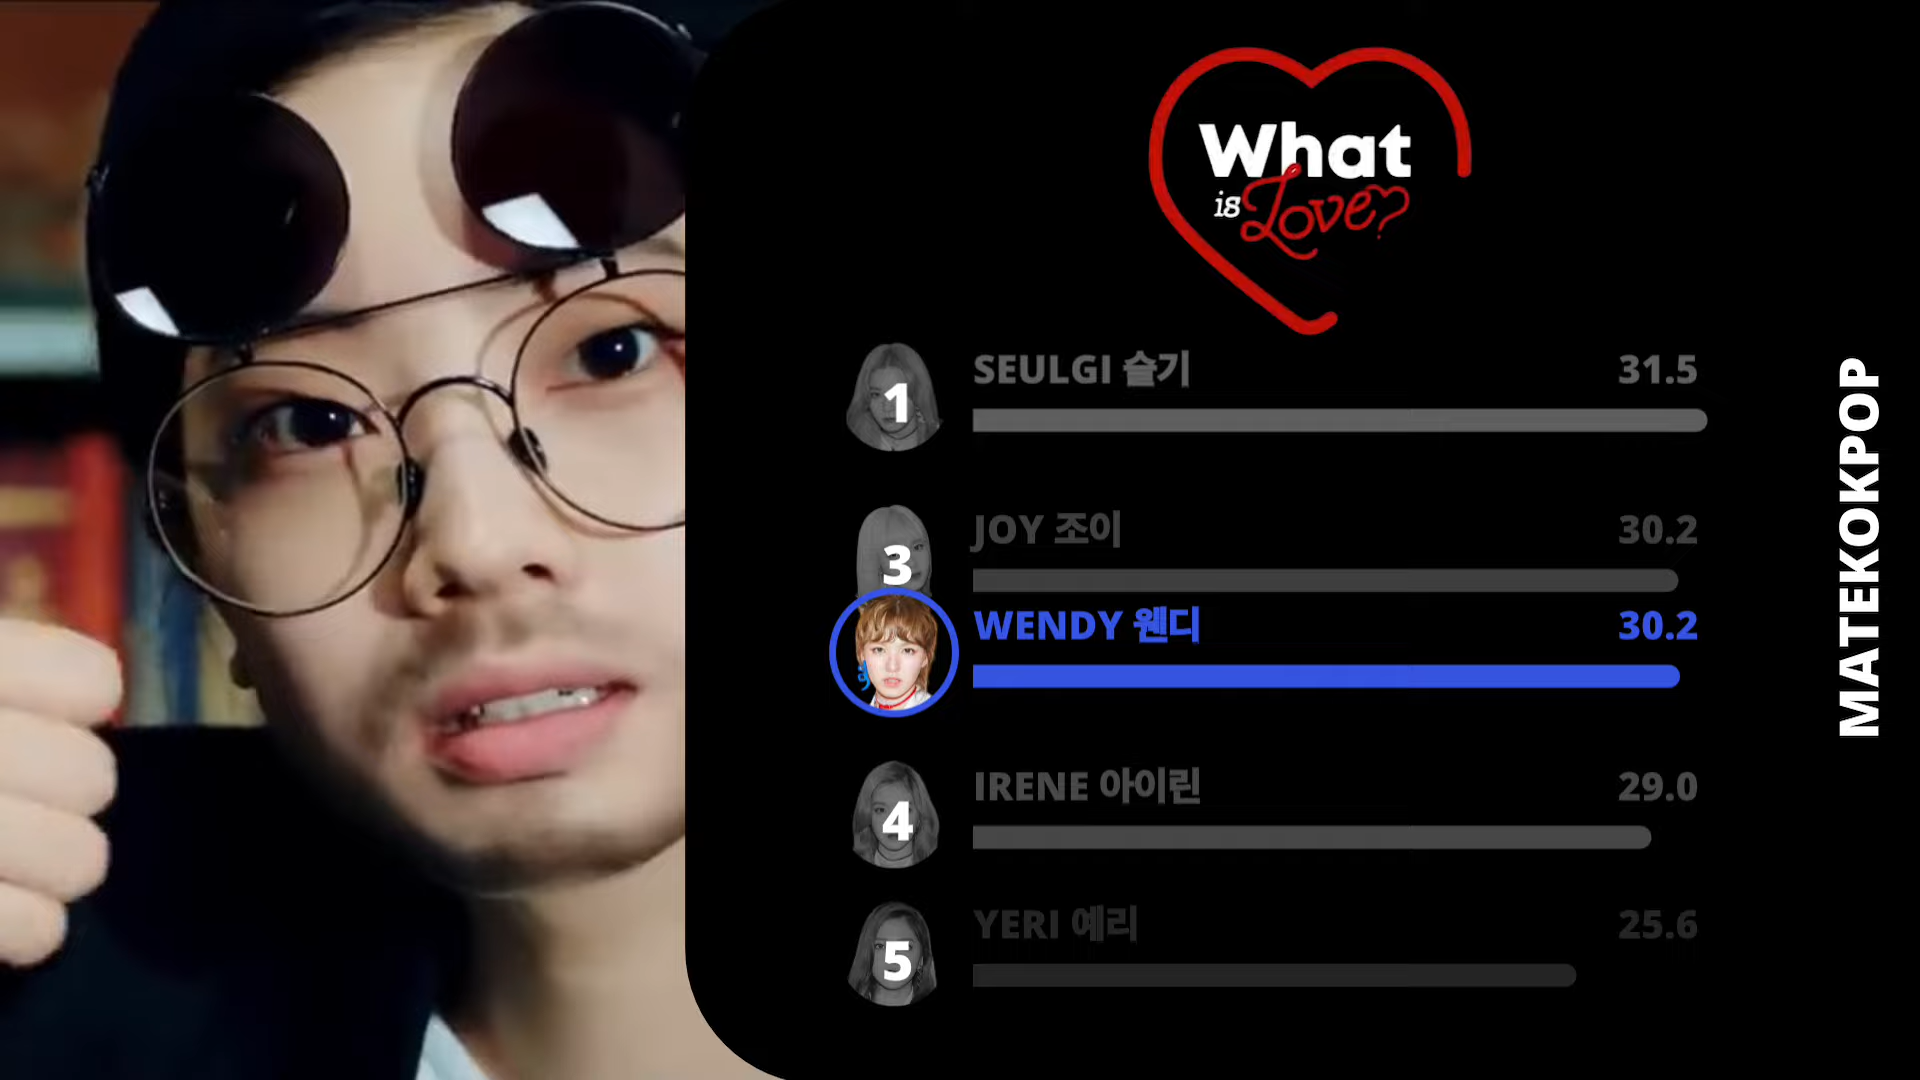 What
is Love?
1
SEULGI 슬기
31.5
3
JOY 조이
30.2
WENDY 웬디
30.2
4
IRENE 아이린
29.0
5
YERI 예리
25.6
MATEKOKPOP